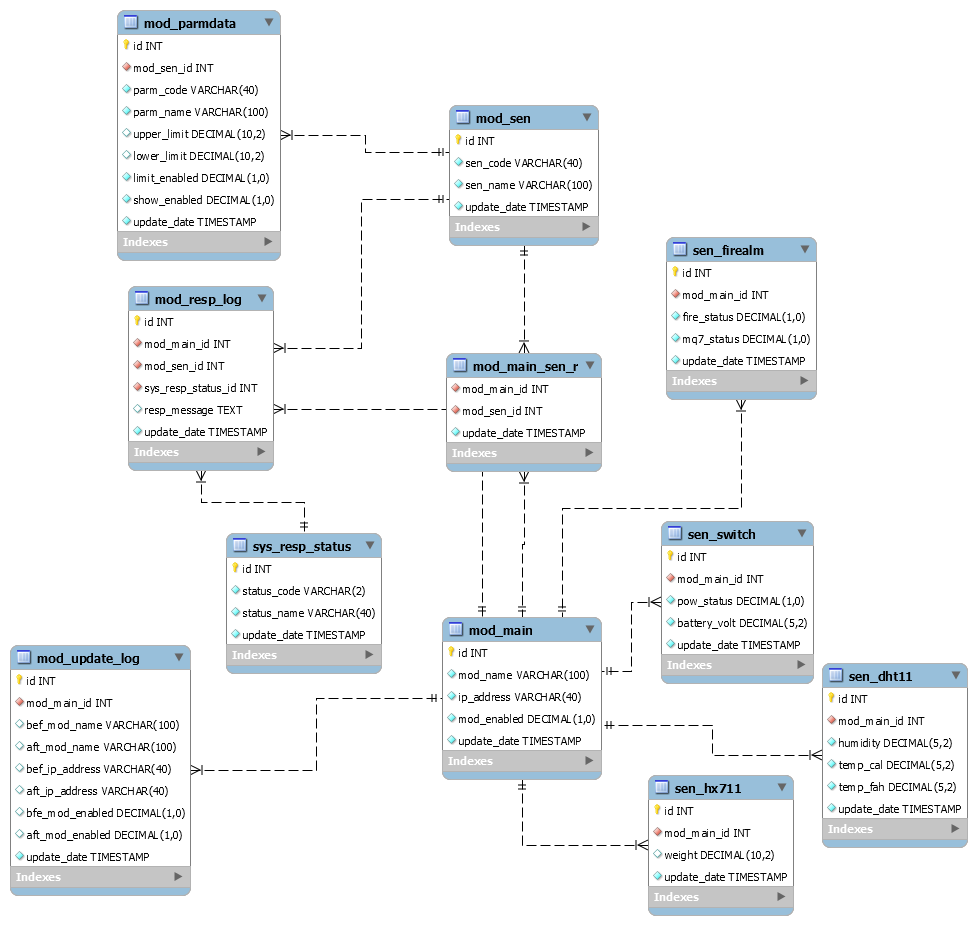 mod_parmdata
id INT
mod_sen_id INT
parm_code VARCHAR(40)
parm_name VARCHAR(100)
upper_limit DECIMAL(10,2)
lower_limit DECIMAL(10,2)
limit_enabled DECIMAL(1,0)
show_enabled DECIMAL(1,0)
update_date TIMESTAMP
Indexes
mod_sen
id INT
sen_code VARCHAR(40)
sen_name VARCHAR(100)
update_date TIMESTAMP
Indexes
sen_firealm
id INT
mod_main_id INT
fire_status DECIMAL(1,0)
mq7_status DECIMAL(1,0)
update_date TIMESTAMP
Indexes
mod_resp_log
id INT
mod_main_id INT
mod_sen_id INT
sys_resp_status_id INT
resp_message TEXT
update_date TIMESTAMP
Indexes
mod_main_sen_r
mod_main_id INT
mod_sen_id INT
update_date TIMESTAMP
Indexes
sys_resp_status
id INT
status_code VARCHAR(2)
status_name VARCHAR(40)
update_date TIMESTAMP
Indexes
sen_switch
id INT
mod_main_id INT
pow_status DECIMAL(1,0)
battery_volt DECIMAL(5,2)
update_date TIMESTAMP
Indexes
mod_update_log
id INT
mod_main_id INT
bef_mod_name VARCHAR(100)
aft_mod_name VARCHAR(100)
bef_ip_address VARCHAR(40)
aft_ip_address VARCHAR(40)
bfe_mod_enabled DECIMAL(1,0)
aft_mod_enabled DECIMAL(1,0)
update_date TIMESTAMP
Indexes
mod_main
id INT
mod_name VARCHAR(100)
ip_address VARCHAR(40)
mod_enabled DECIMAL(1,0)
update_date TIMESTAMP
Indexes
sen_dht11
id INT
mod_main_id INT
humidity DECIMAL(5,2)
temp_cal DECIMAL(5,2)
temp_fah DECIMAL(5,2)
update_date TIMESTAMP
Indexes
sen_hx711
id INT
mod_main_id INT
weight DECIMAL(10,2)
update_date TIMESTAMP
Indexes